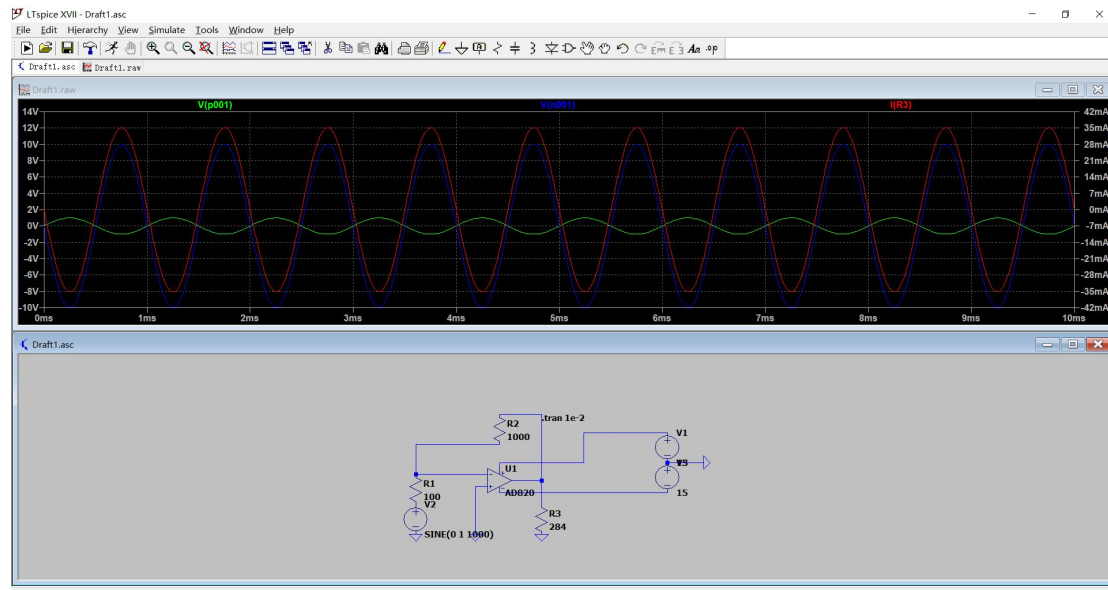 LTspice XVII - Draft1.asc
File Edit Hierarchy View Simulate Tools Window Help
Draft1.asc Draft1.raw
Draft1.raw
V(p001) V(n001) I(R3)
14V 42mA
12V 35mA
10V 28mA
8V 21mA
6V 14mA
4V 7mA
2V 0mA
0V -7mA
-2V -14mA
-4V -21mA
-6V -28mA
-8V -35mA
-10V -42mA
0ms 1ms 2ms 3ms 4ms 5ms 6ms 7ms 8ms 9ms 10ms
Draft1.asc
.tran 1e-2
R2
1000
V1
U1
R1
100
V2
AD820
15
R3
284
SINE(0 1 1000)